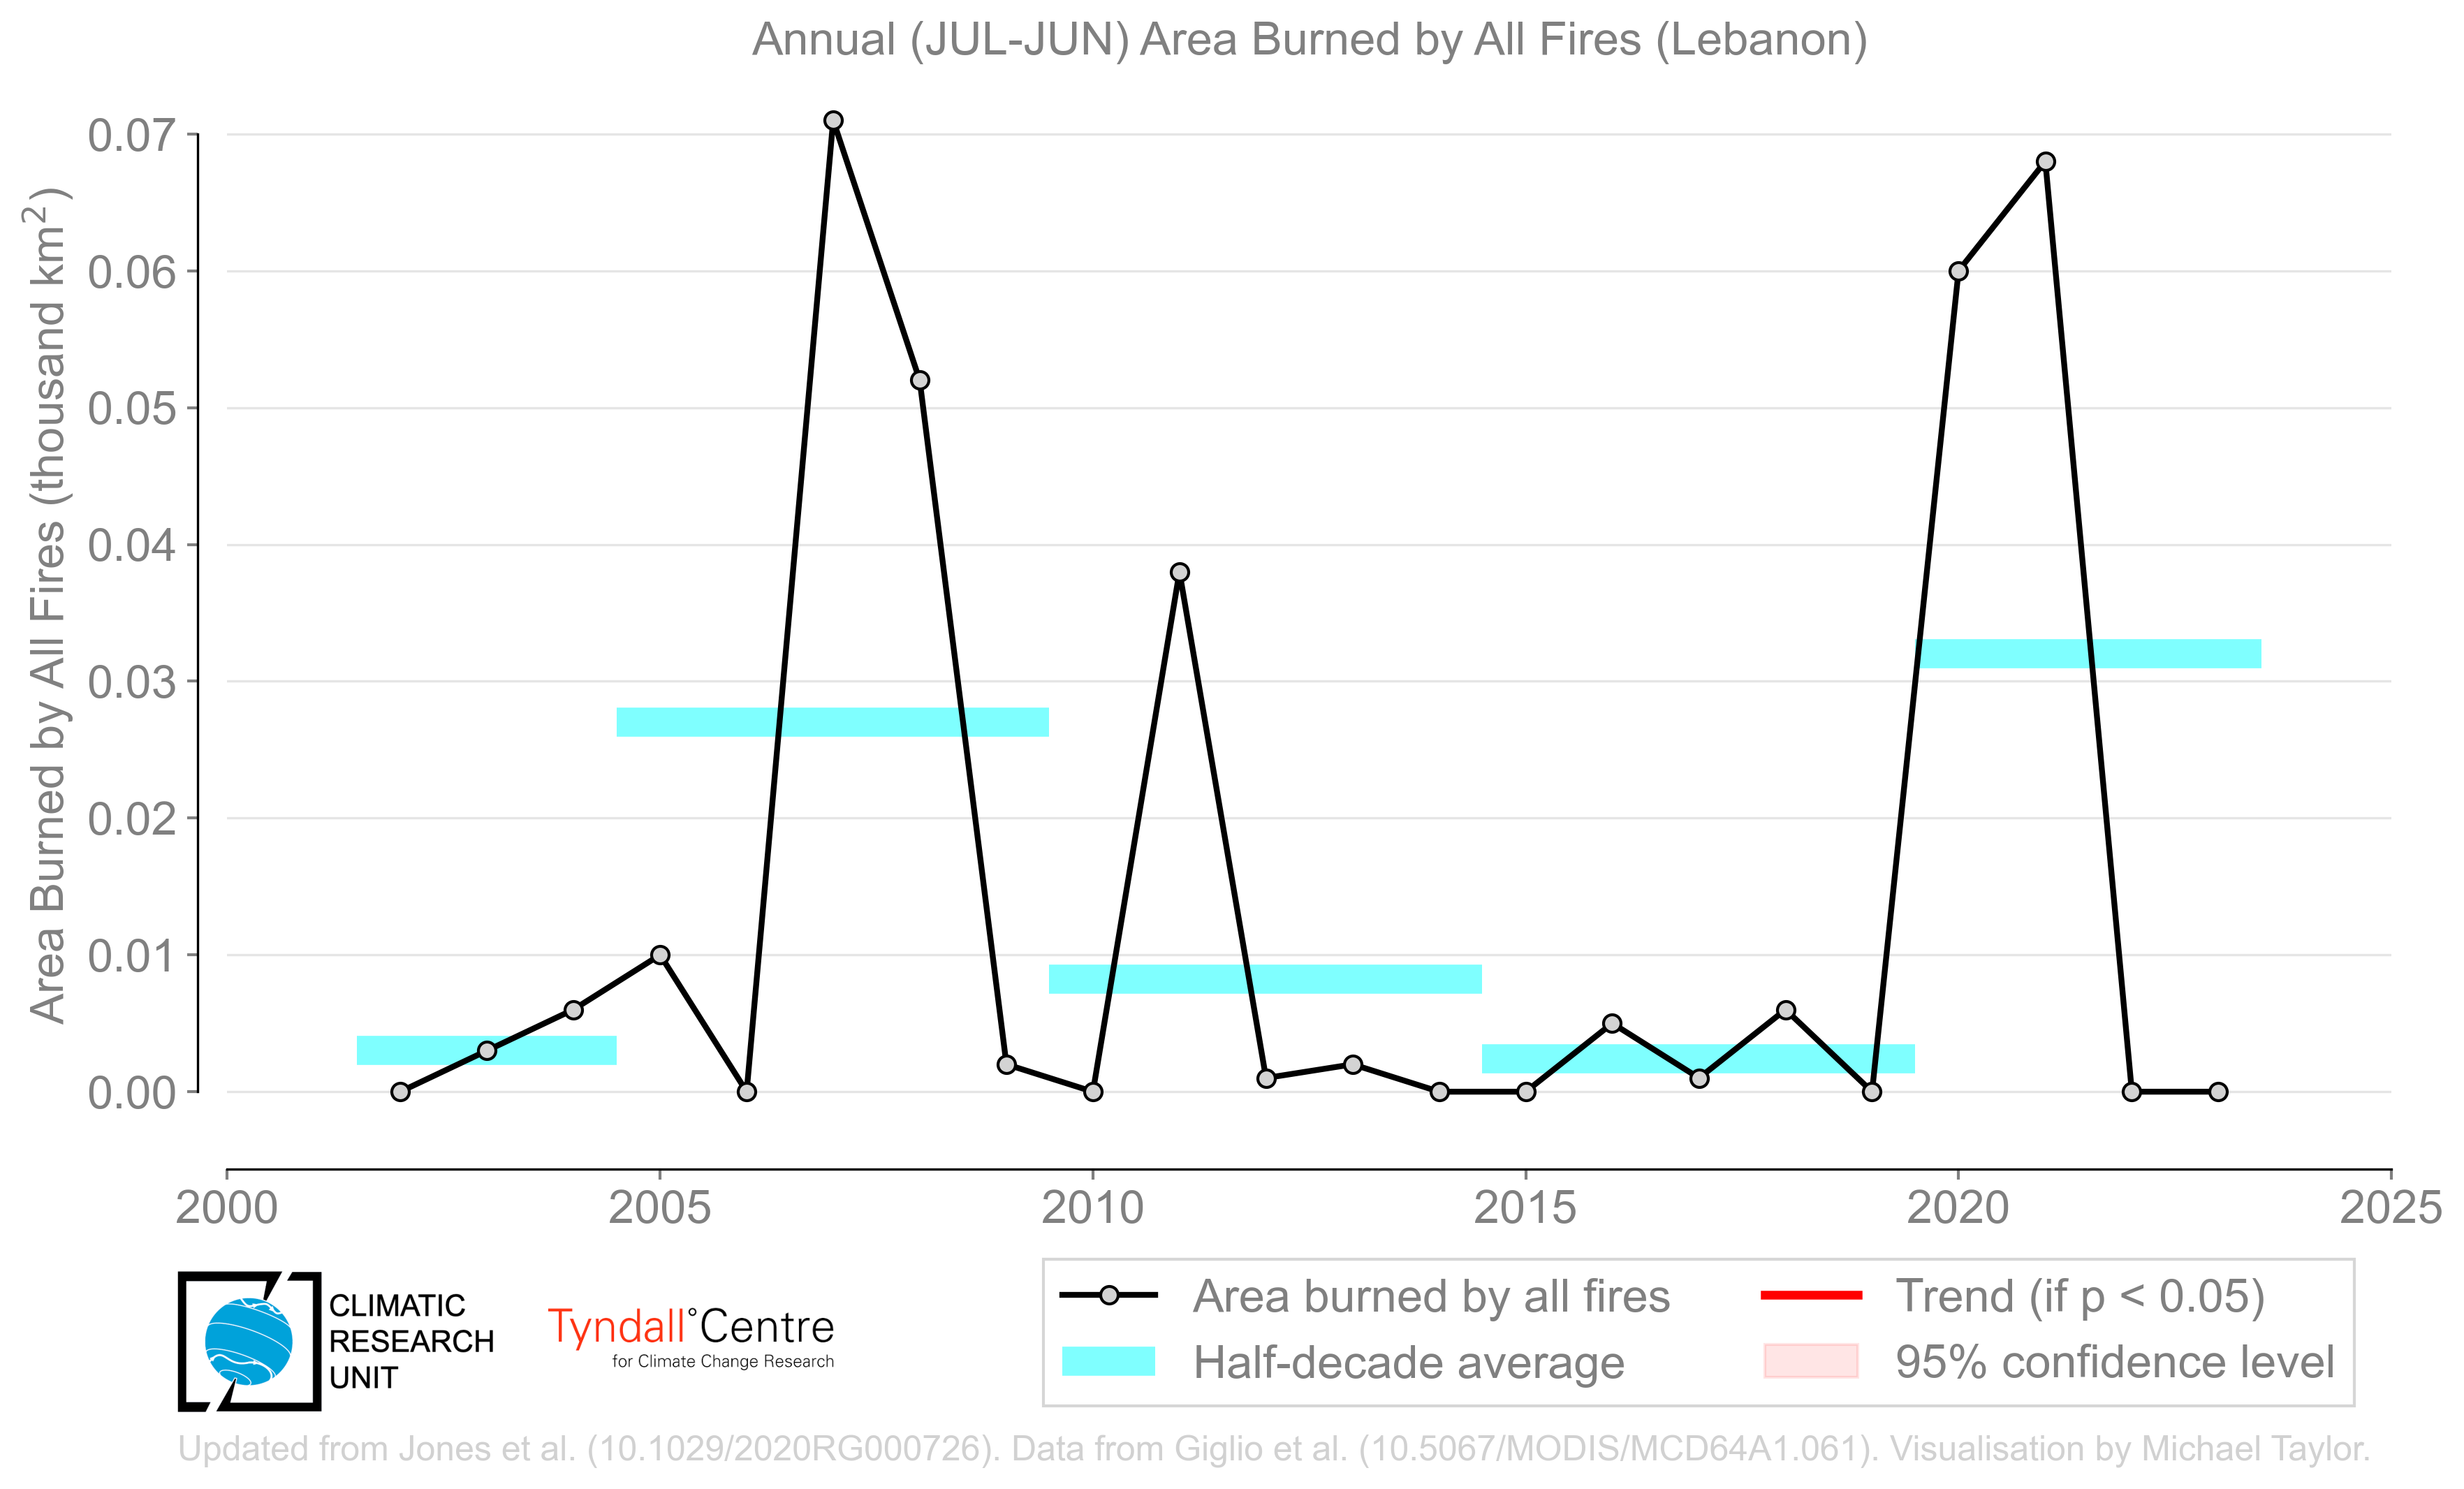 Annual (JUL-JUN) Area Burned by All Fires (Lebanon)
Area Burned by All Fires (thousand km²)
0.07
0.06
0.05
0.04
0.03
0.02
0.01
0.00
2000 2005 2010 2015 2020 2025
CLIMATIC
RESEARCH
UNIT
Tyndall°Centre
for Climate Change Research
Area burned by all fires
Half-decade average
Trend (if p < 0.05)
95% confidence level
Updated from Jones et al. (10.1029/2020RG000726). Data from Giglio et al. (10.5067/MODIS/MCD64A1.061). Visualisation by Michael Taylor.